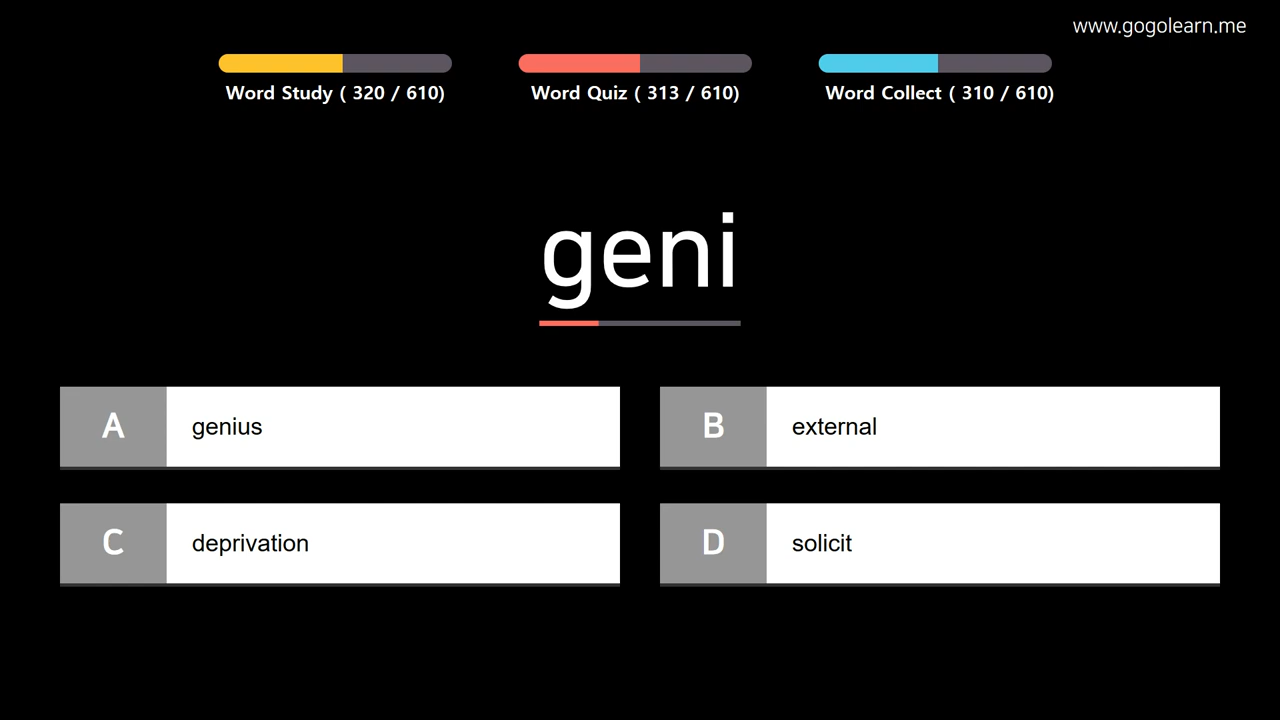 www.gogolearn.me
Word Study ( 320 / 610)
Word Quiz ( 313 / 610)
Word Collect ( 310 / 610)
geni
A genius
B external
C deprivation
D solicit